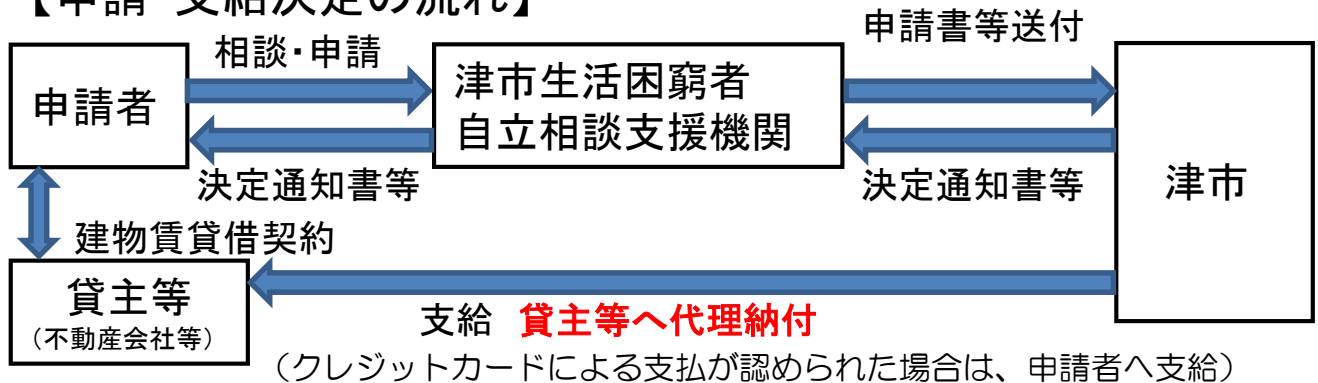 【申請・支給決定の流れ】
申請書等送付
相談・申請
申請者
津市生活困窮者
自立相談支援機関
津市
決定通知書等
決定通知書等
建物賃貸借契約
貸主等
(不動産会社等)
支給 貸主等へ代理納付
(クレジットカードによる支払が認められた場合は、申請者へ支給)